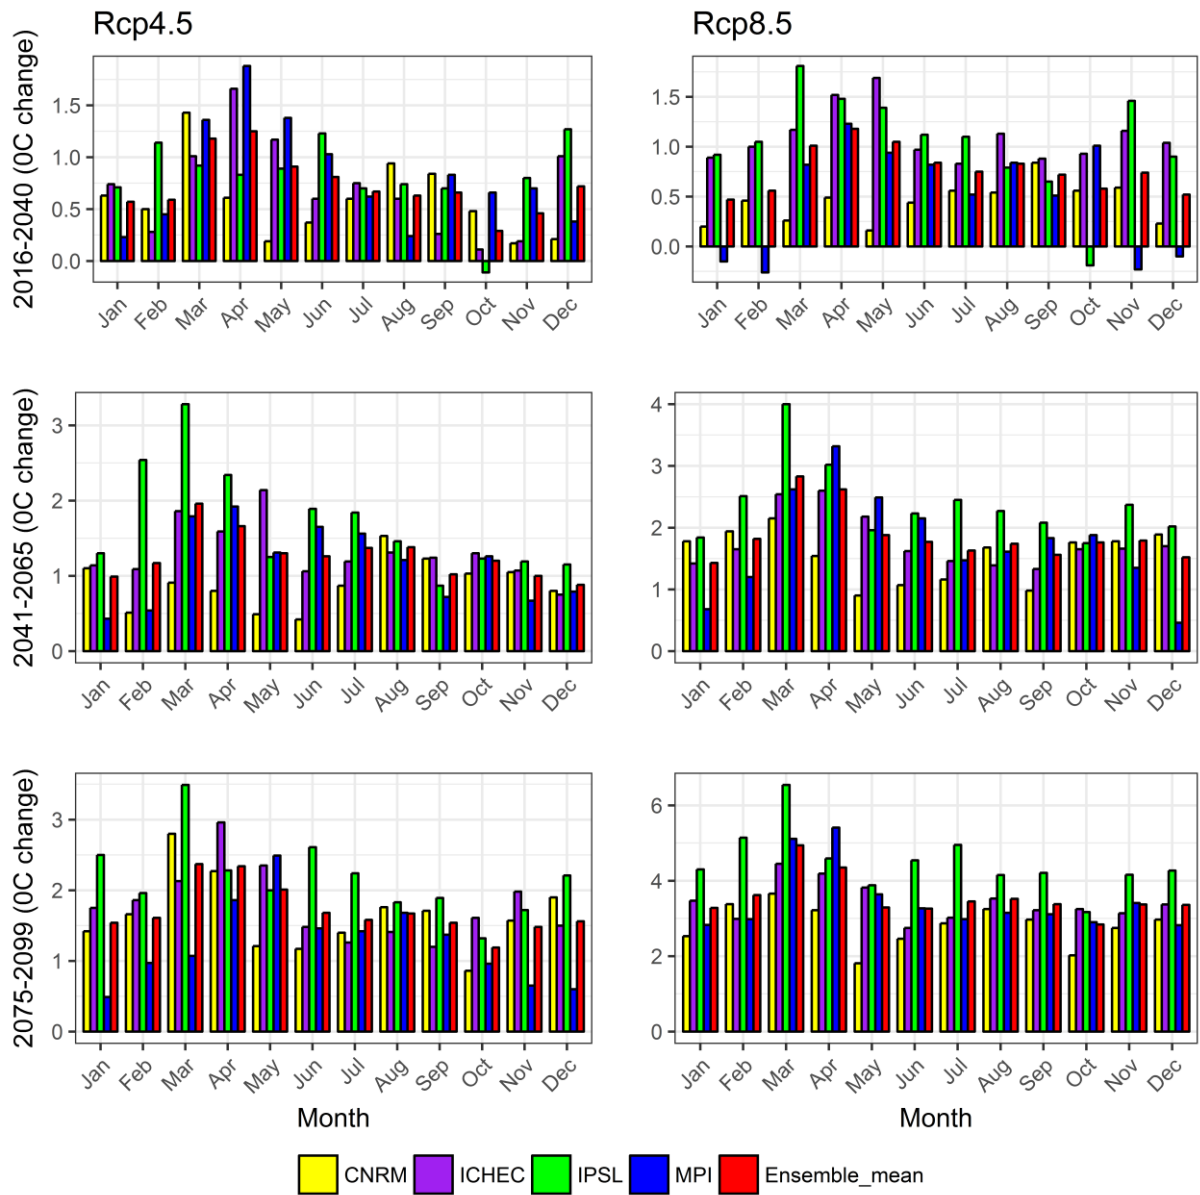 Rcp4.5
Rcp8.5
2016-2040 (0C change)
1.5
1.0
0.5
0.0
Jan Feb Mar Apr May Jun Jul Aug Sep Oct Nov Dec
1.5
1.0
0.5
0.0
Jan Feb Mar Apr May Jun Jul Aug Sep Oct Nov Dec
2041-2065 (0C change)
3
2
1
0
Jan Feb Mar Apr May Jun Jul Aug Sep Oct Nov Dec
4
3
2
1
0
Jan Feb Mar Apr May Jun Jul Aug Sep Oct Nov Dec
2075-2099 (0C change)
3
2
1
0
Jan Feb Mar Apr May Jun Jul Aug Sep Oct Nov Dec
Month
6
4
2
0
Jan Feb Mar Apr May Jun Jul Aug Sep Oct Nov Dec
Month
CNRM ICHEC IPSL MPI Ensemble_mean